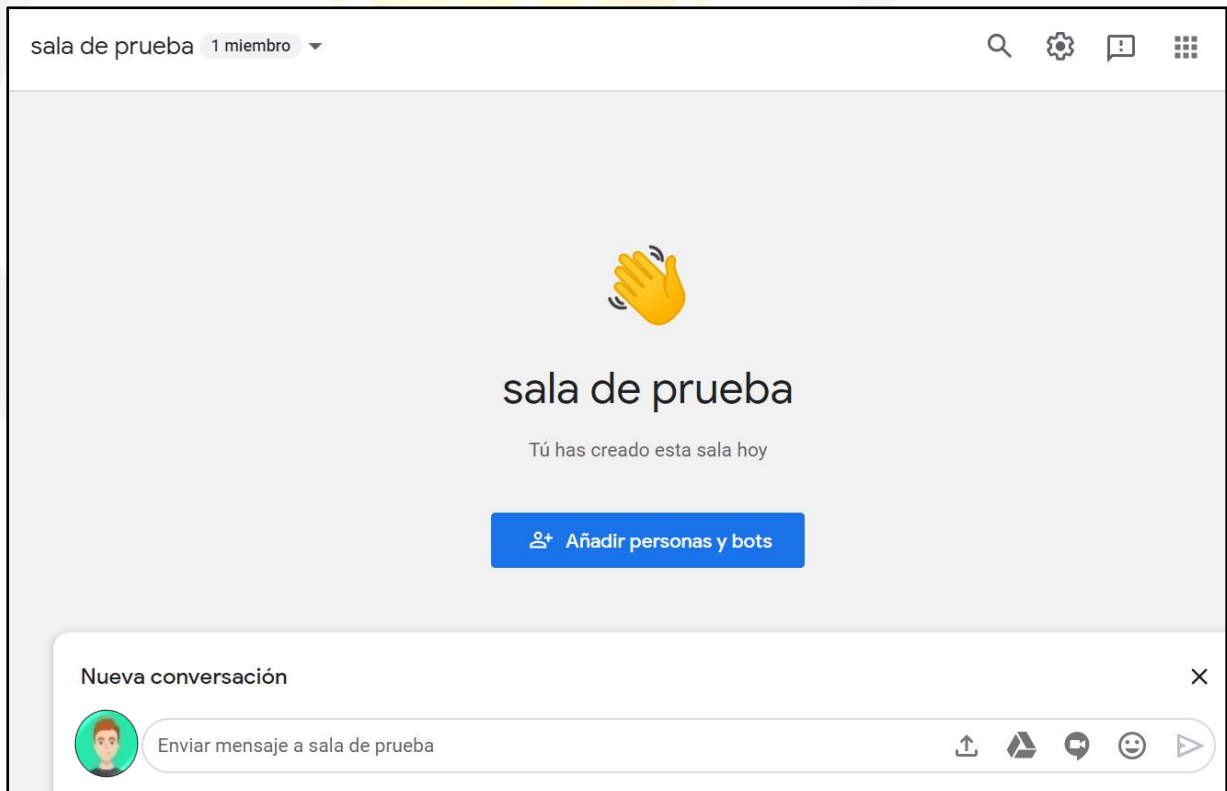 sala de prueba 1 miembro
sala de prueba
Tú has creado esta sala hoy
Añadir personas y bots
Nueva conversación
Enviar mensaje a sala de prueba